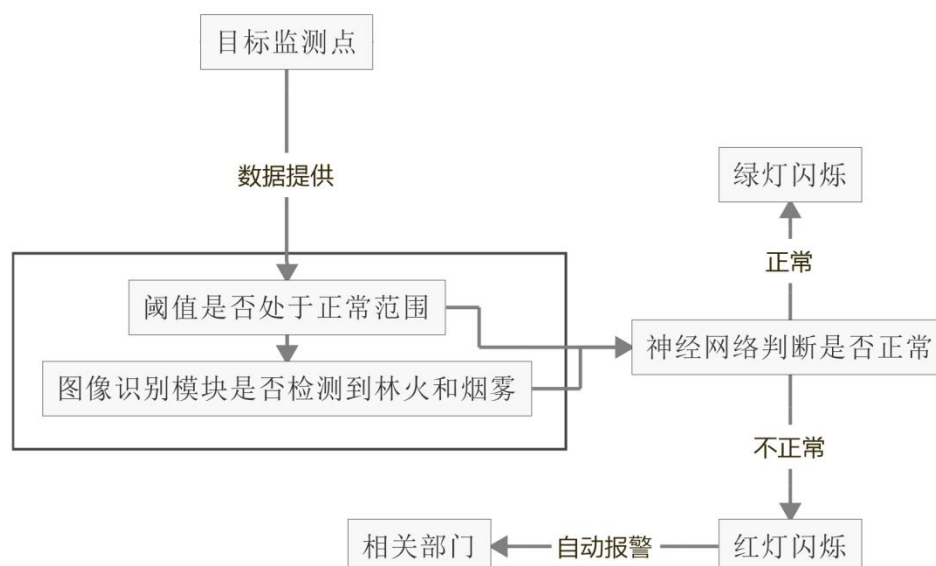 目标监测点
数据提供
绿灯闪烁
正常
阈值是否处于正常范围
神经网络判断是否正常
图像识别模块是否检测到林火和烟雾
不正常
相关部门
自动报警
红灯闪烁